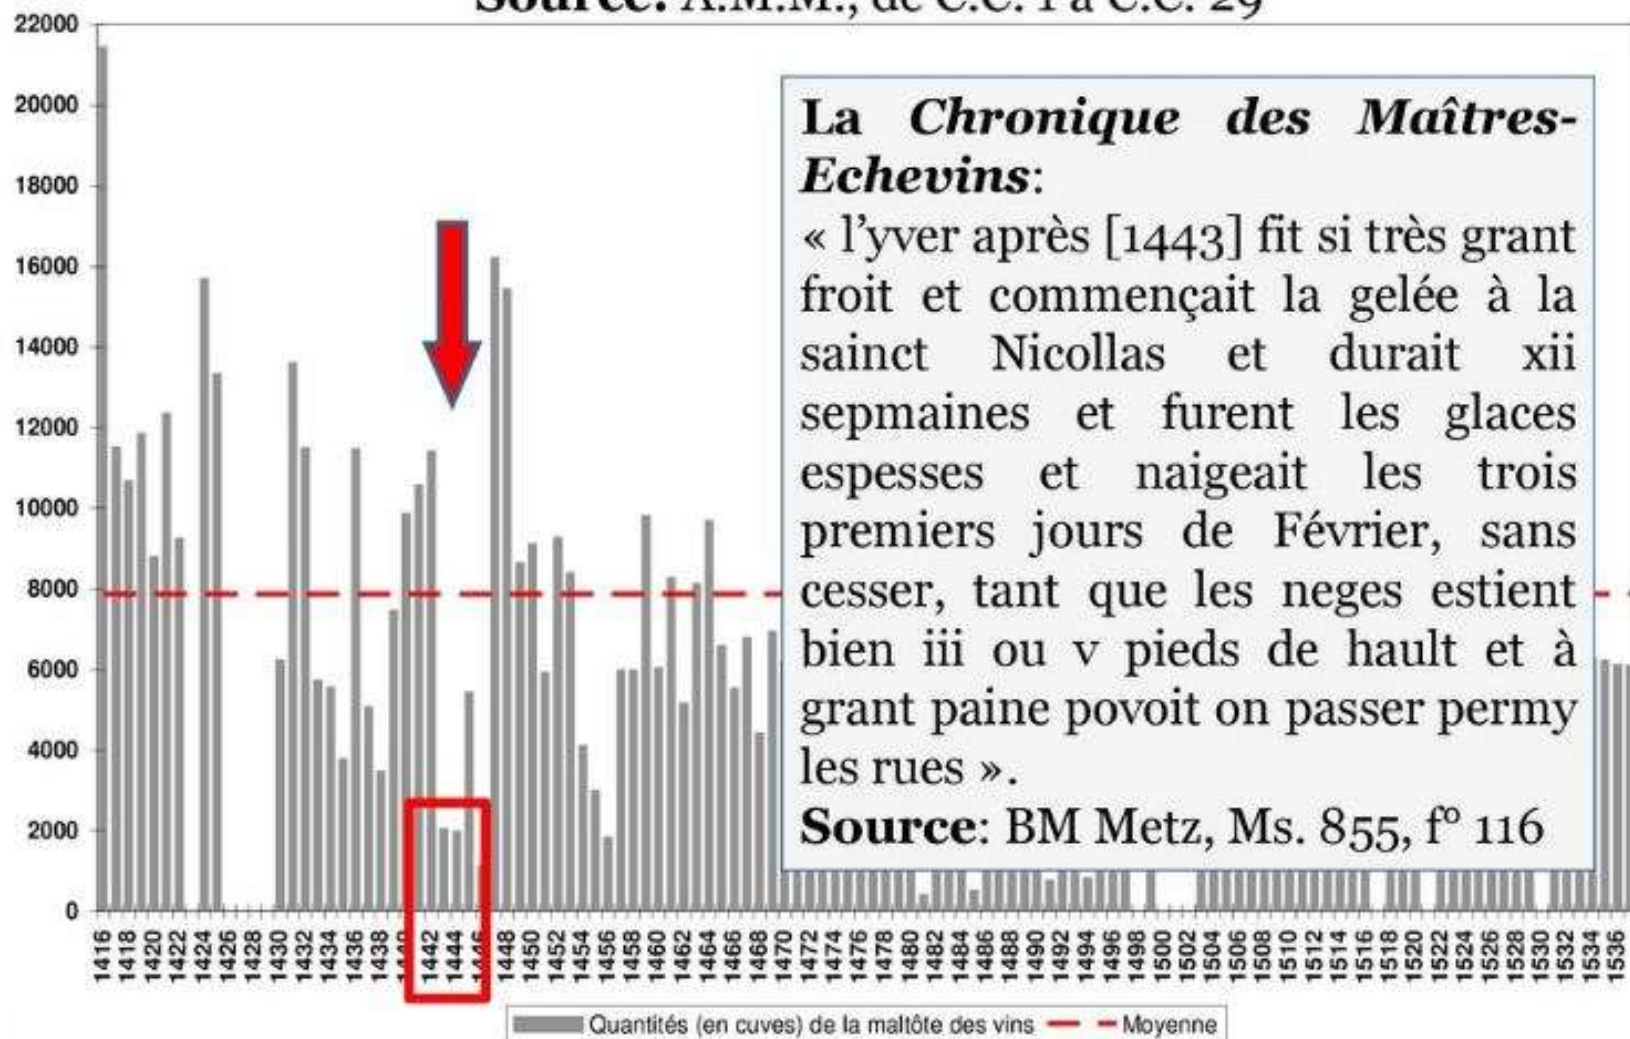 Source: A.M.M., de C.C. 1 à C.C. 29
22000
20000
18000
16000
14000
12000
10000
8000
6000
4000
2000
0
La Chronique des Maîtres-
Echevins:
« l’yver après [1443] fit si très grant
froit et commençait la gelée à la
sainct Nicollas et durait xii
sepmaines et furent les glaces
espesses et naigeait les trois
premiers jours de Février, sans
cesser, tant que les neges estient
bien iii ou v pieds de hault et à
grant paine povoit on passer permy
les rues ».
Source: BM Metz, Ms. 855, f° 116
1416 1418 1420 1422 1424 1426 1428 1430 1432 1434 1436 1438 1440 1442 1444 1446 1448 1450 1452 1454 1456 1458 1460 1462 1464 1466 1468 1470 1472 1474 1476 1478 1480 1482 1484 1486 1488 1490 1492 1494 1496 1498 1500 1502 1504 1506 1508 1510 1512 1514 1516 1518 1520 1522 1524 1526 1528 1530 1532 1534 1536
Quantités (en cuves) de la maltôte des vins Moyenne